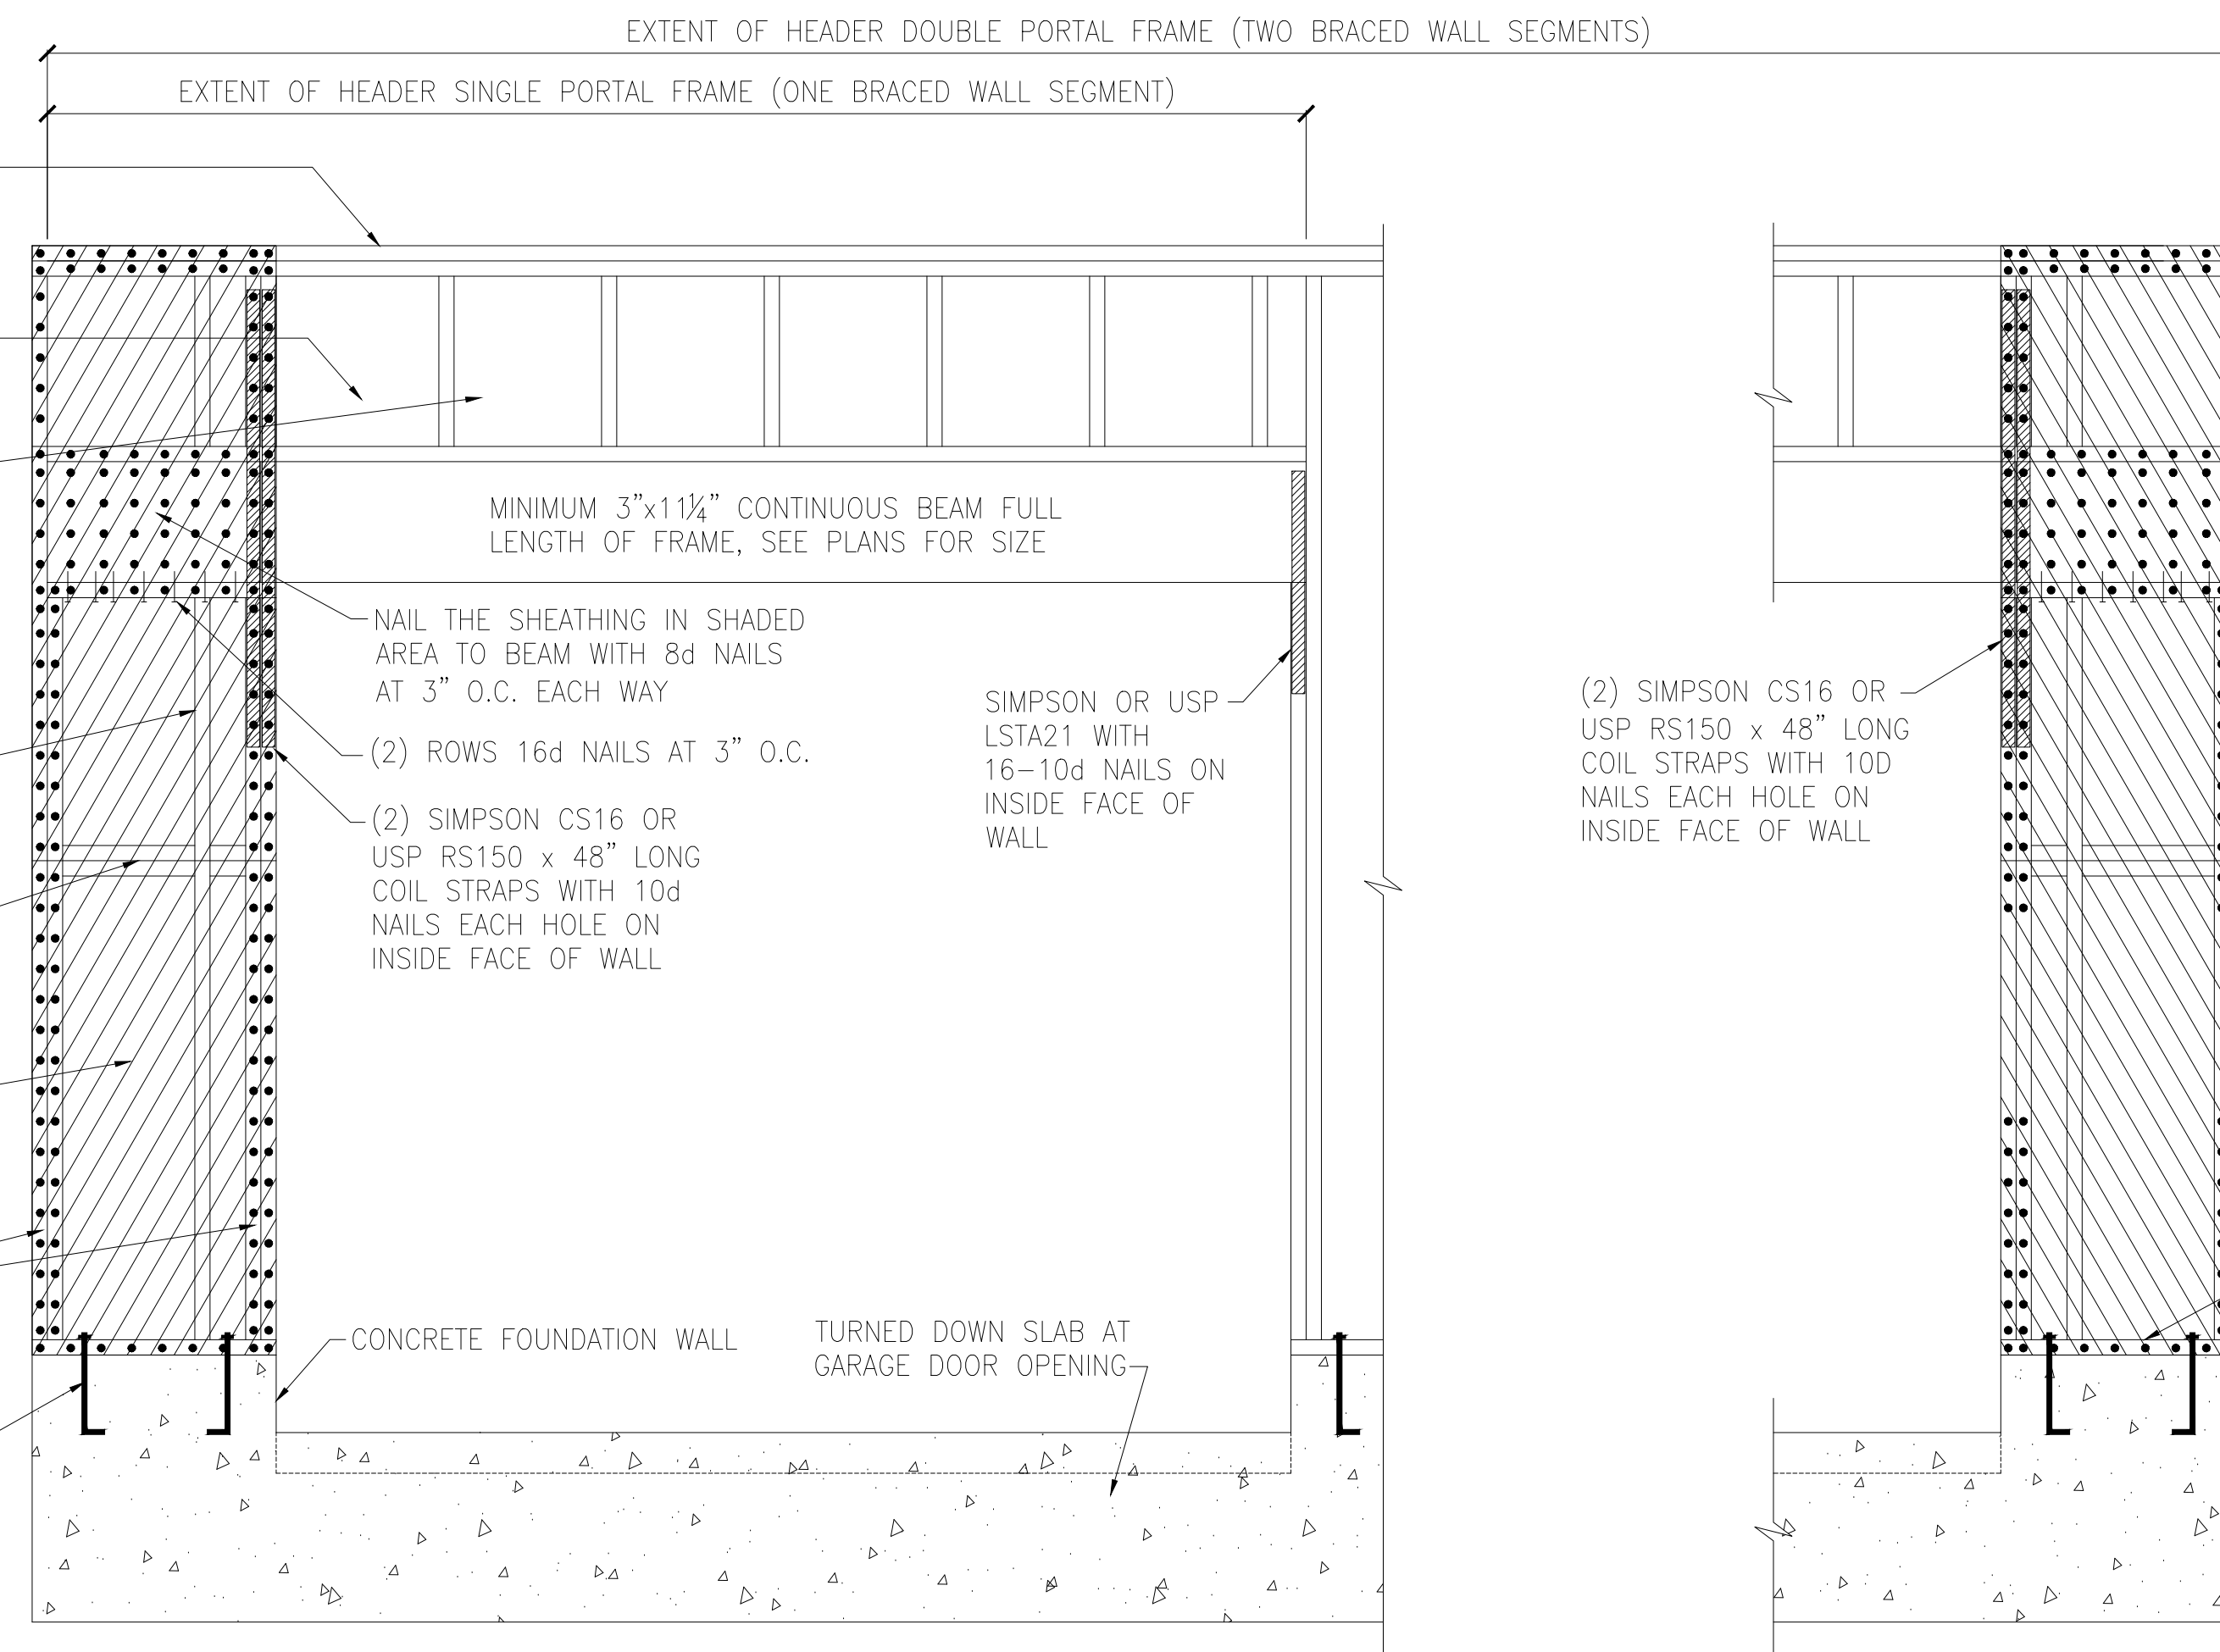 EXTENT OF HEADER DOUBLE PORTAL FRAME (TWO BRACED WALL SEGMENTS)
EXTENT OF HEADER SINGLE PORTAL FRAME (ONE BRACED WALL SEGMENT)
MINIMUM 3"x11¼" CONTINUOUS BEAM FULL
LENGTH OF FRAME, SEE PLANS FOR SIZE
NAIL THE SHEATHING IN SHADED
AREA TO BEAM WITH 8d NAILS
AT 3" O.C. EACH WAY
(2) ROWS 16d NAILS AT 3" O.C.
(2) SIMPSON CS16 OR
USP RS150 x 48" LONG
COIL STRAPS WITH 10d
NAILS EACH HOLE ON
INSIDE FACE OF WALL
SIMPSON OR USP
LSTA21 WITH
16-10d NAILS ON
INSIDE FACE OF
WALL
(2) SIMPSON CS16 OR
USP RS150 x 48" LONG
COIL STRAPS WITH 10D
NAILS EACH HOLE ON
INSIDE FACE OF WALL
CONCRETE FOUNDATION WALL
TURNED DOWN SLAB AT
GARAGE DOOR OPENING